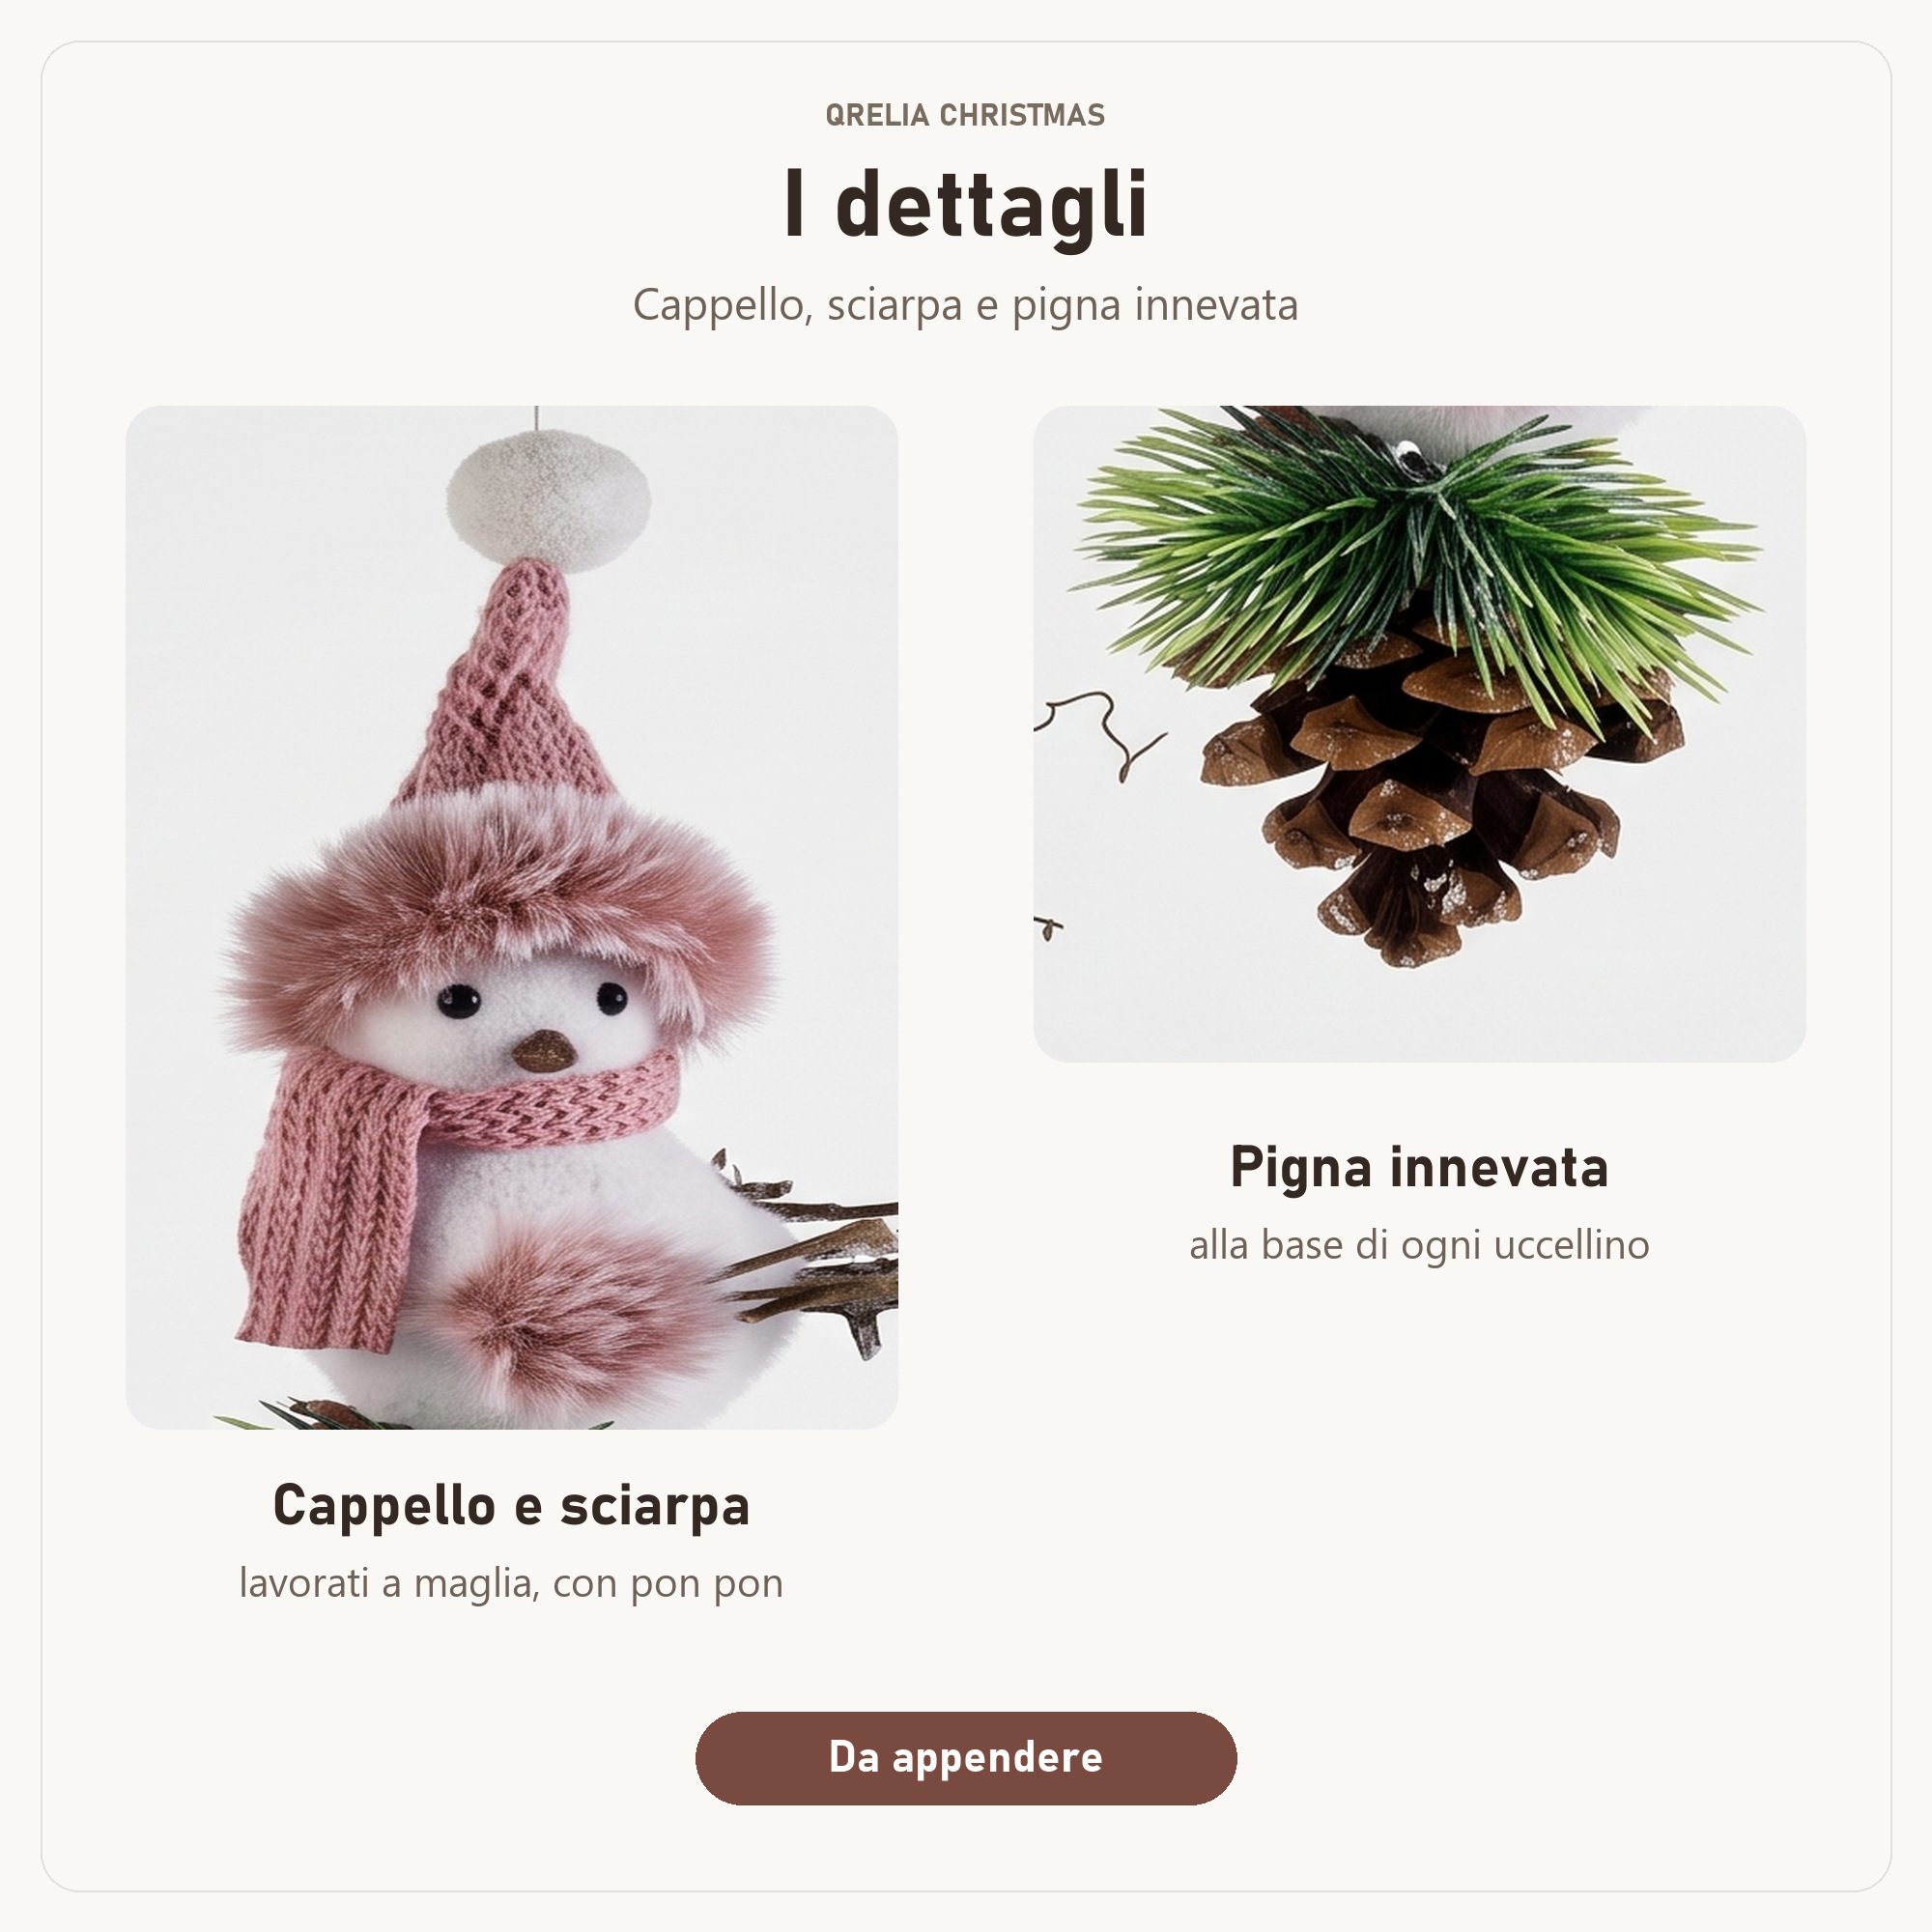 QRELIA CHRISTMAS
I dettagli
Cappello, sciarpa e pigna innevata
Pigna innevata
alla base di ogni uccellino
Cappello e sciarpa
lavorati a maglia, con pon pon
Da appendere